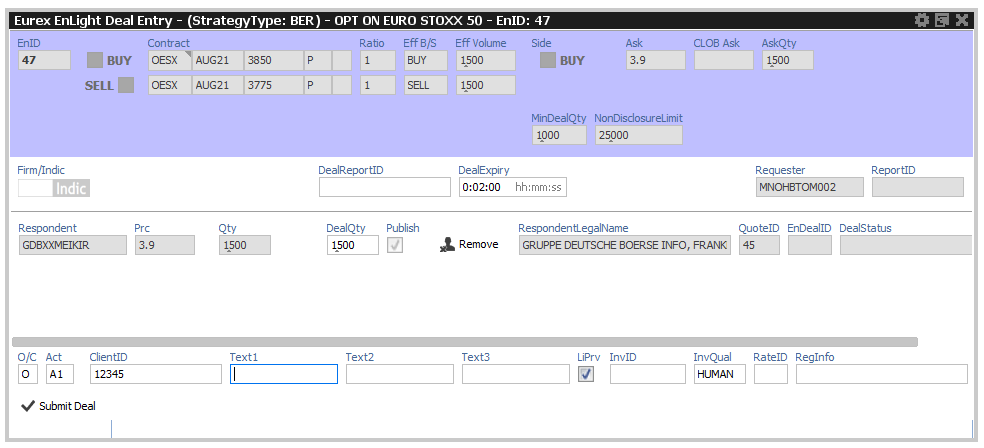 Eurex EnLight Deal Entry - (StrategyType: BER) - OPT ON EURO STOXX 50 - EnID: 47
EnID Contract Ratio Eff B/S Eff Volume Side Ask CLOB Ask AskQty
47 BUY OESX AUG21 3850 P 1 BUY 1500 BUY 3.9 1500
SELL OESX AUG21 3775 P 1 SELL 1500
MinDealQty NonDisclosureLimit
1000 25000
Firm/Indic DealReportID DealExpiry Requester ReportID
Indic 0:02:00 hh:mm:ss MNOHBTOM002
Respondent Prc Qty DealQty Publish RespondentLegalName QuoteID EnDealID DealStatus
GDBXXMEIKIR 3.9 1500 1500 Remove GRUPPE DEUTSCHE BOERSE INFO, FRANK 45
O/C Act ClientID Text1 Text2 Text3 LiPrv InvID InvQual RateID RegInfo
O A1 12345 HUMAN
Submit Deal